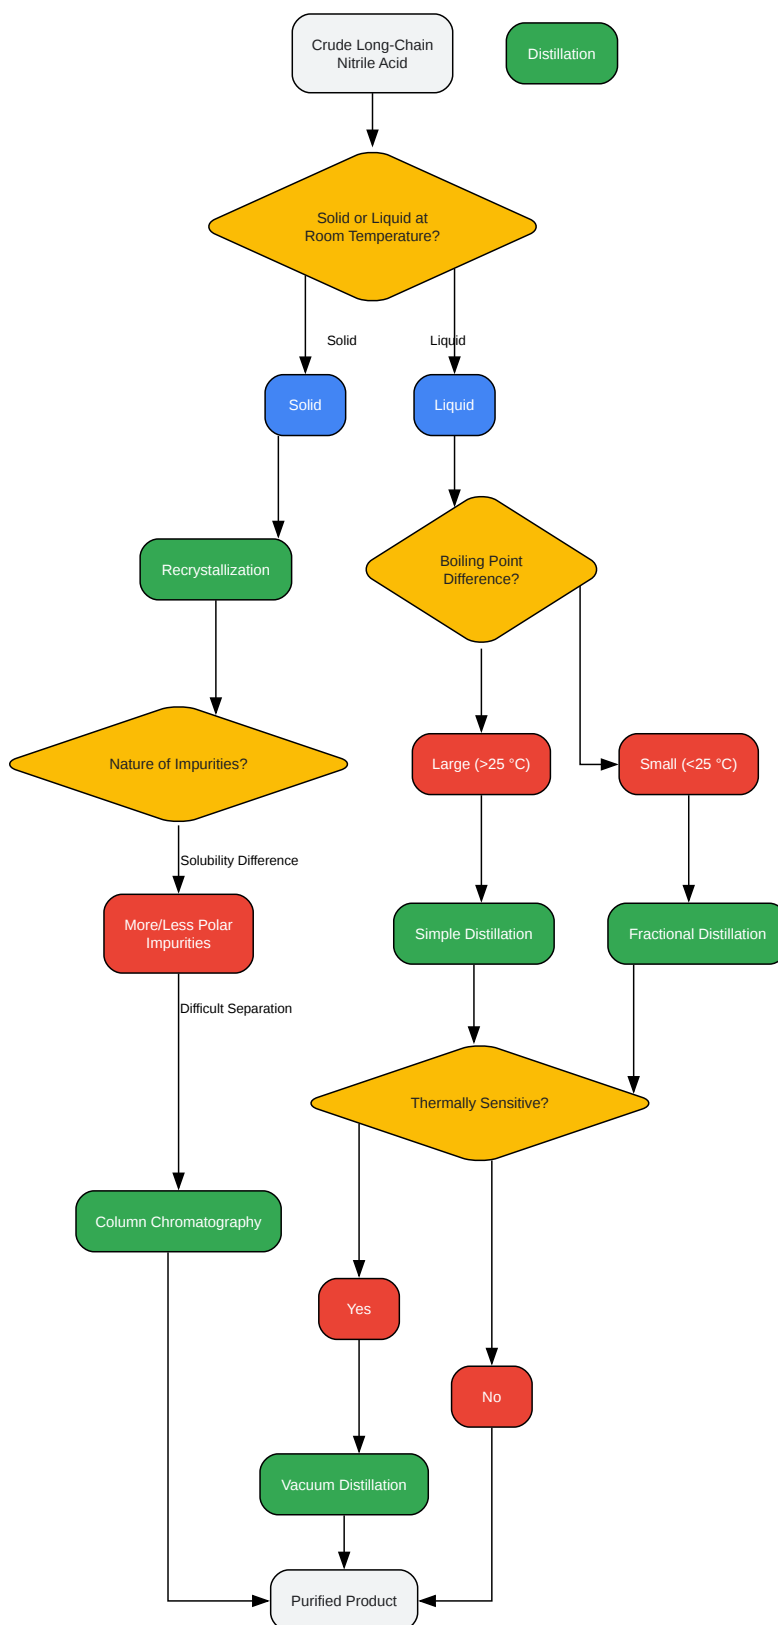 Crude Long-Chain
Nitrile Acid
Distillation
Solid or Liquid at
Room Temperature?
Solid
Liquid
Solid
Liquid
Boiling Point
Difference?
Recrystallization
Nature of Impurities?
Large (>25 °C)
Small (<25 °C)
Solubility Difference
More/Less Polar
Impurities
Simple Distillation
Fractional Distillation
Difficult Separation
Thermally Sensitive?
Column Chromatography
Yes
No
Vacuum Distillation
Purified Product